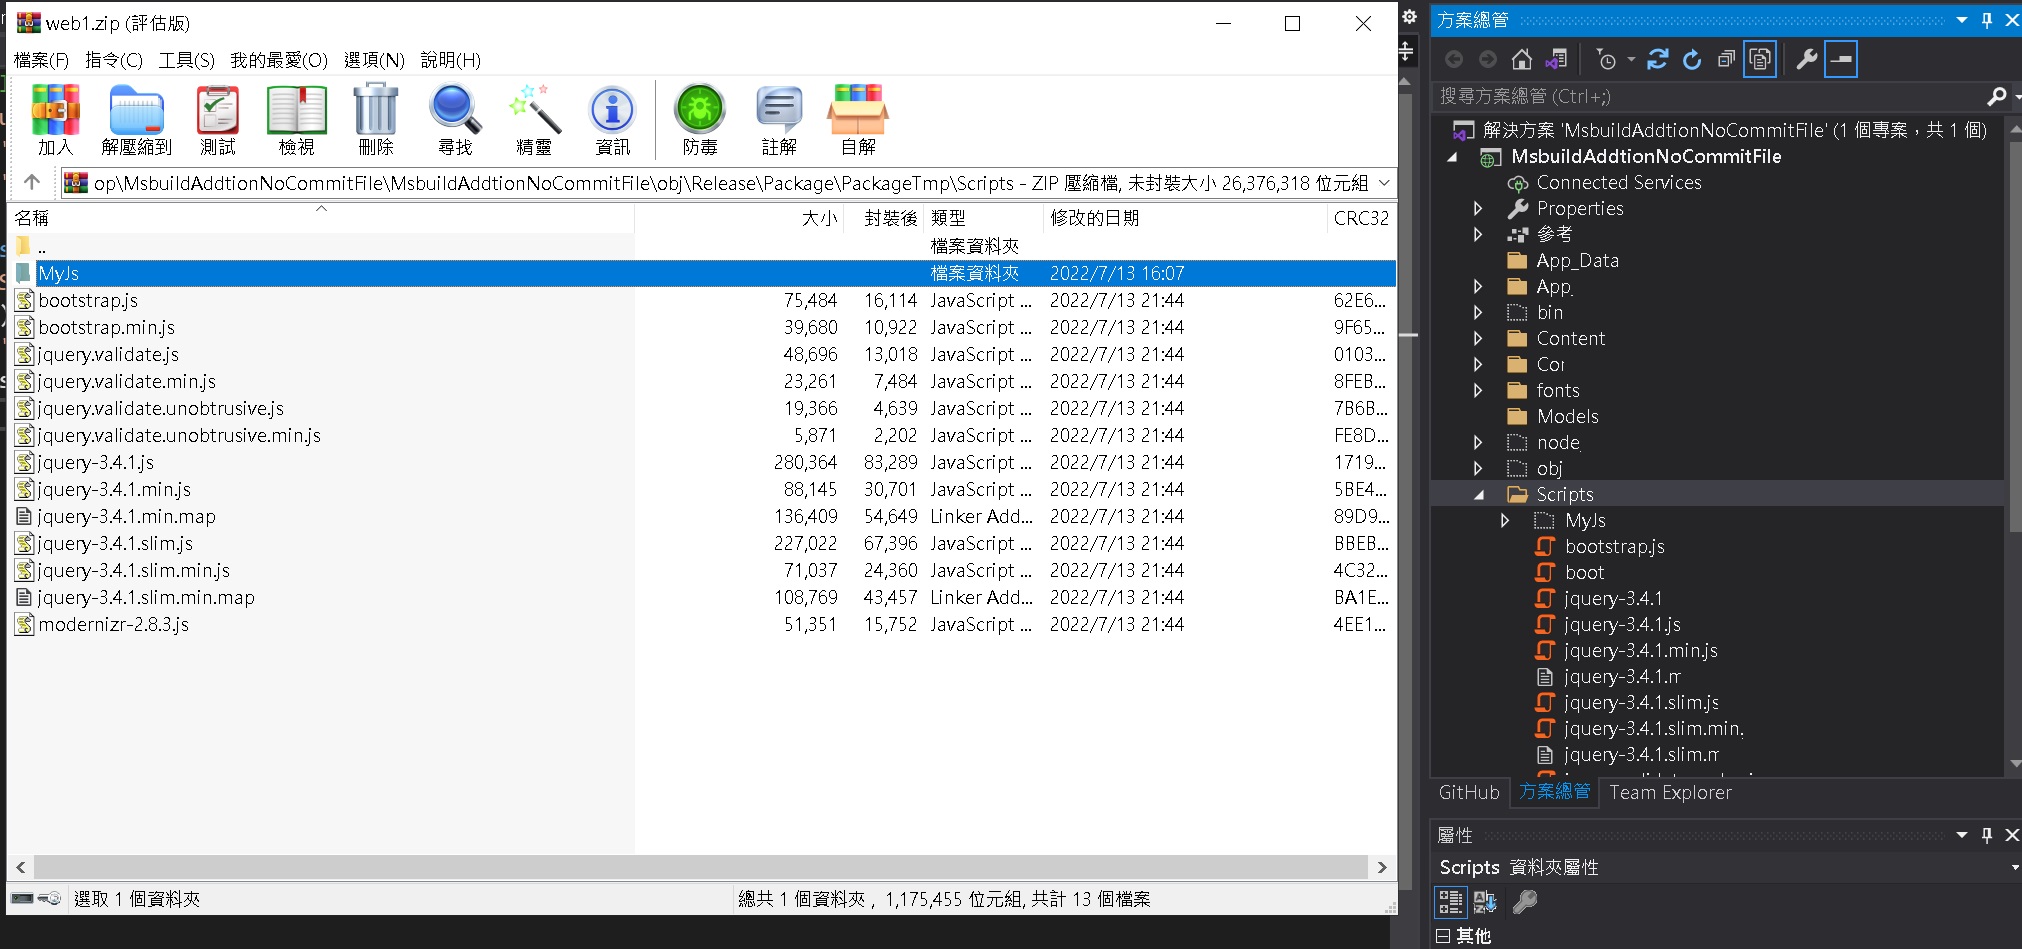 web1.zip (評估版)
檔案(F) 指令(C) 工具(S) 我的最愛(O) 選項(N) 說明(H)
加入 解壓縮到 測試 檢視 刪除 尋找 精靈 資訊 防毒 註解 自解
op\MsbuildAddtionNoCommitFile\MsbuildAddtionNoCommitFile\obj\Release\Package\PackageTmp\Scripts - ZIP 壓縮檔, 未封裝大小 26,376,318 位元組
名稱 大小 封裝後 類型 修改的日期 CRC32
.. 檔案資料夾
MyJs 檔案資料夾 2022/7/13 16:07
bootstrap.js 75,484 16,114 JavaScript ... 2022/7/13 21:44 62E6...
bootstrap.min.js 39,680 10,922 JavaScript ... 2022/7/13 21:44 9F65...
jquery.validate.js 48,696 13,018 JavaScript ... 2022/7/13 21:44 0103...
jquery.validate.min.js 23,261 7,484 JavaScript ... 2022/7/13 21:44 8FEB...
jquery.validate.unobtrusive.js 19,366 4,639 JavaScript ... 2022/7/13 21:44 7B6B...
jquery.validate.unobtrusive.min.js 5,871 2,202 JavaScript ... 2022/7/13 21:44 FE8D...
jquery-3.4.1.js 280,364 83,289 JavaScript ... 2022/7/13 21:44 1719...
jquery-3.4.1.min.js 88,145 30,701 JavaScript ... 2022/7/13 21:44 5BE4...
jquery-3.4.1.min.map 136,409 54,649 Linker Add... 2022/7/13 21:44 89D9...
jquery-3.4.1.slim.js 227,022 67,396 JavaScript ... 2022/7/13 21:44 BBEB...
jquery-3.4.1.slim.min.js 71,037 24,360 JavaScript ... 2022/7/13 21:44 4C32...
jquery-3.4.1.slim.min.map 108,769 43,457 Linker Add... 2022/7/13 21:44 BA1E...
modernizr-2.8.3.js 51,351 15,752 JavaScript ... 2022/7/13 21:44 4EE1...
選取 1 個資料夾 總共 1 個資料夾 , 1,175,455 位元組, 共計 13 個檔案
方案總管
搜尋方案總管 (Ctrl+;)
解決方案 'MsbuildAddtionNoCommitFile' (1 個專案，共 1 個)
MsbuildAddtionNoCommitFile
Connected Services
Properties
參考
App_Data
App_
bin
Content
Cor
fonts
Models
node
obj
Scripts
MyJs
bootstrap.js
boot
jquery-3.4.1
jquery-3.4.1.js
jquery-3.4.1.min.js
jquery-3.4.1.m
jquery-3.4.1.slim.js
jquery-3.4.1.slim.min.
jquery-3.4.1.slim.m
GitHub 方案總管 Team Explorer
屬性
Scripts 資料夾屬性
其他